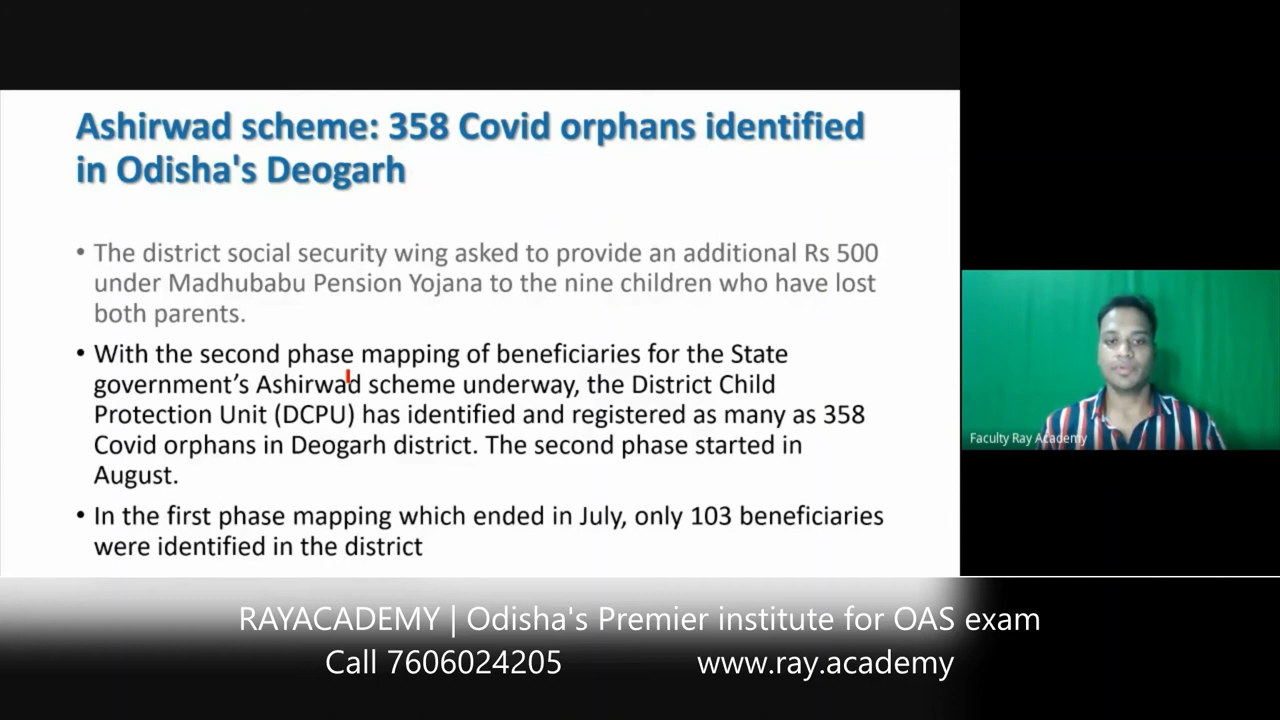 Ashirwad scheme: 358 Covid orphans identified
in Odisha's Deogarh
• The district social security wing asked to provide an additional Rs 500
under Madhubabu Pension Yojana to the nine children who have lost
both parents.
• With the second phase mapping of beneficiaries for the State
government’s Ashirwad scheme underway, the District Child
Protection Unit (DCPU) has identified and registered as many as 358
Covid orphans in Deogarh district. The second phase started in
August.
• In the first phase mapping which ended in July, only 103 beneficiaries
were identified in the district
Faculty Ray Academy
RAYACADEMY | Odisha's Premier institute for OAS exam
Call 7606024205 www.ray.academy